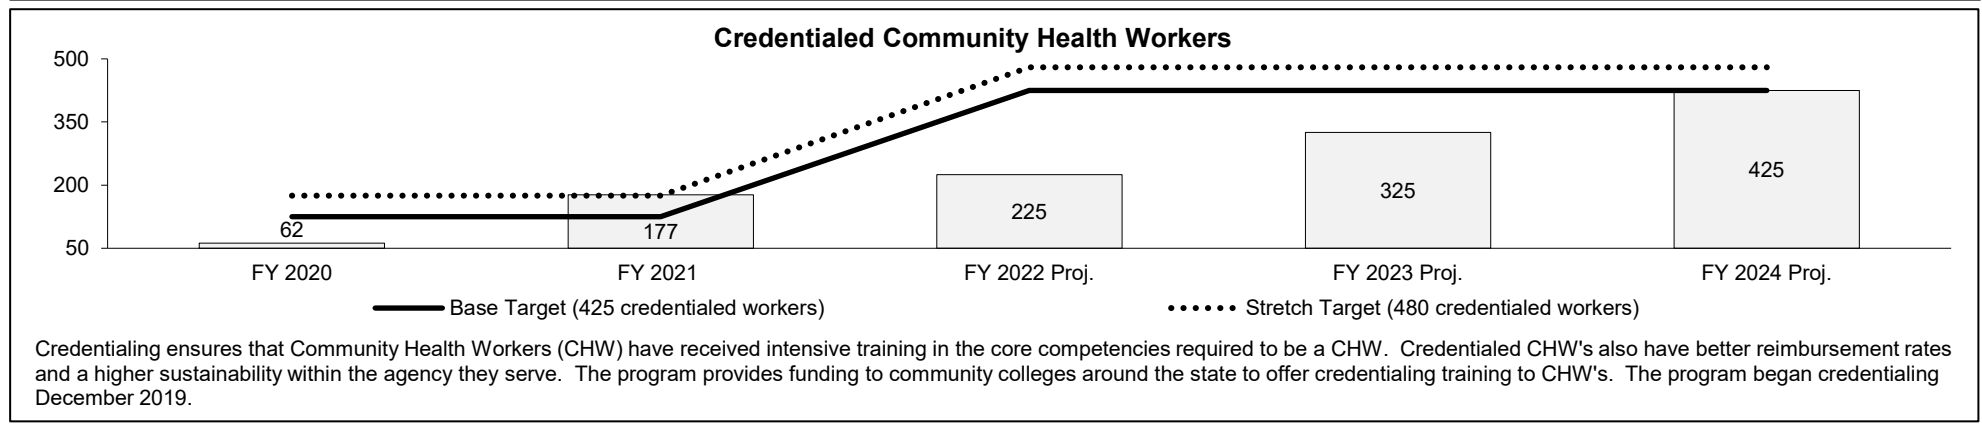 Credentialed Community Health Workers
500
350
200
50
62
177
225
325
425
FY 2020
FY 2021
FY 2022 Proj.
FY 2023 Proj.
FY 2024 Proj.
Base Target (425 credentialed workers)
Stretch Target (480 credentialed workers)
Credentialing ensures that Community Health Workers (CHW) have received intensive training in the core competencies required to be a CHW.  Credentialed CHW's also have better reimbursement rates
and a higher sustainability within the agency they serve.  The program provides funding to community colleges around the state to offer credentialing training to CHW's.  The program began credentialing
December 2019.